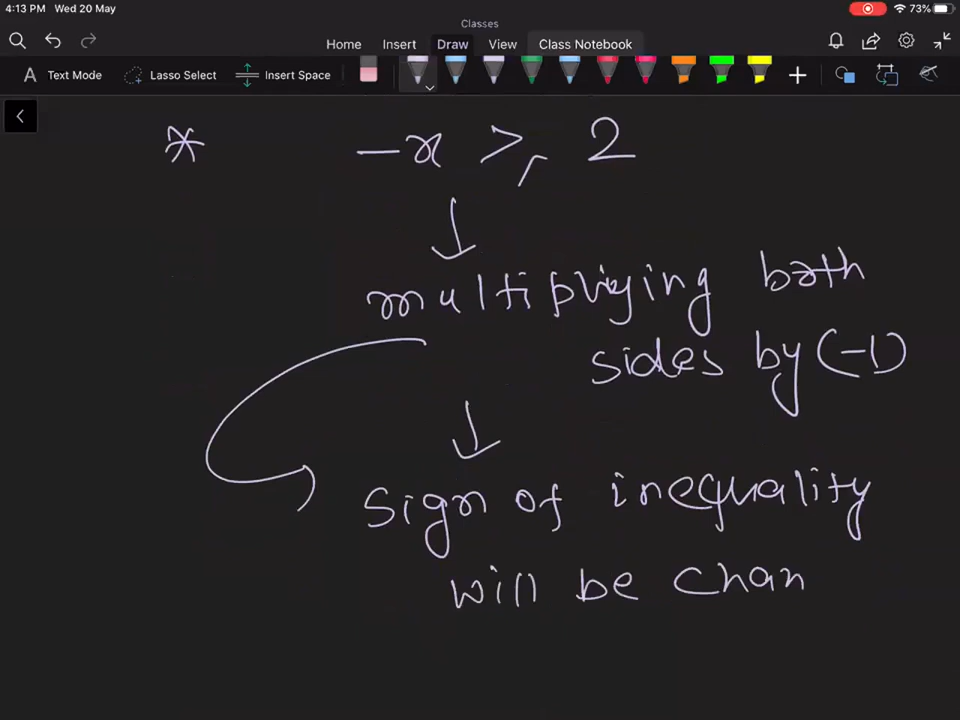 4:13 PM Wed 20 May 73%
Classes
Home Insert Draw View Class Notebook
Text Mode Lasso Select Insert Space
* -x ≥ 2
multiplying both
sides by (-1)
sign of inequality
will be chan